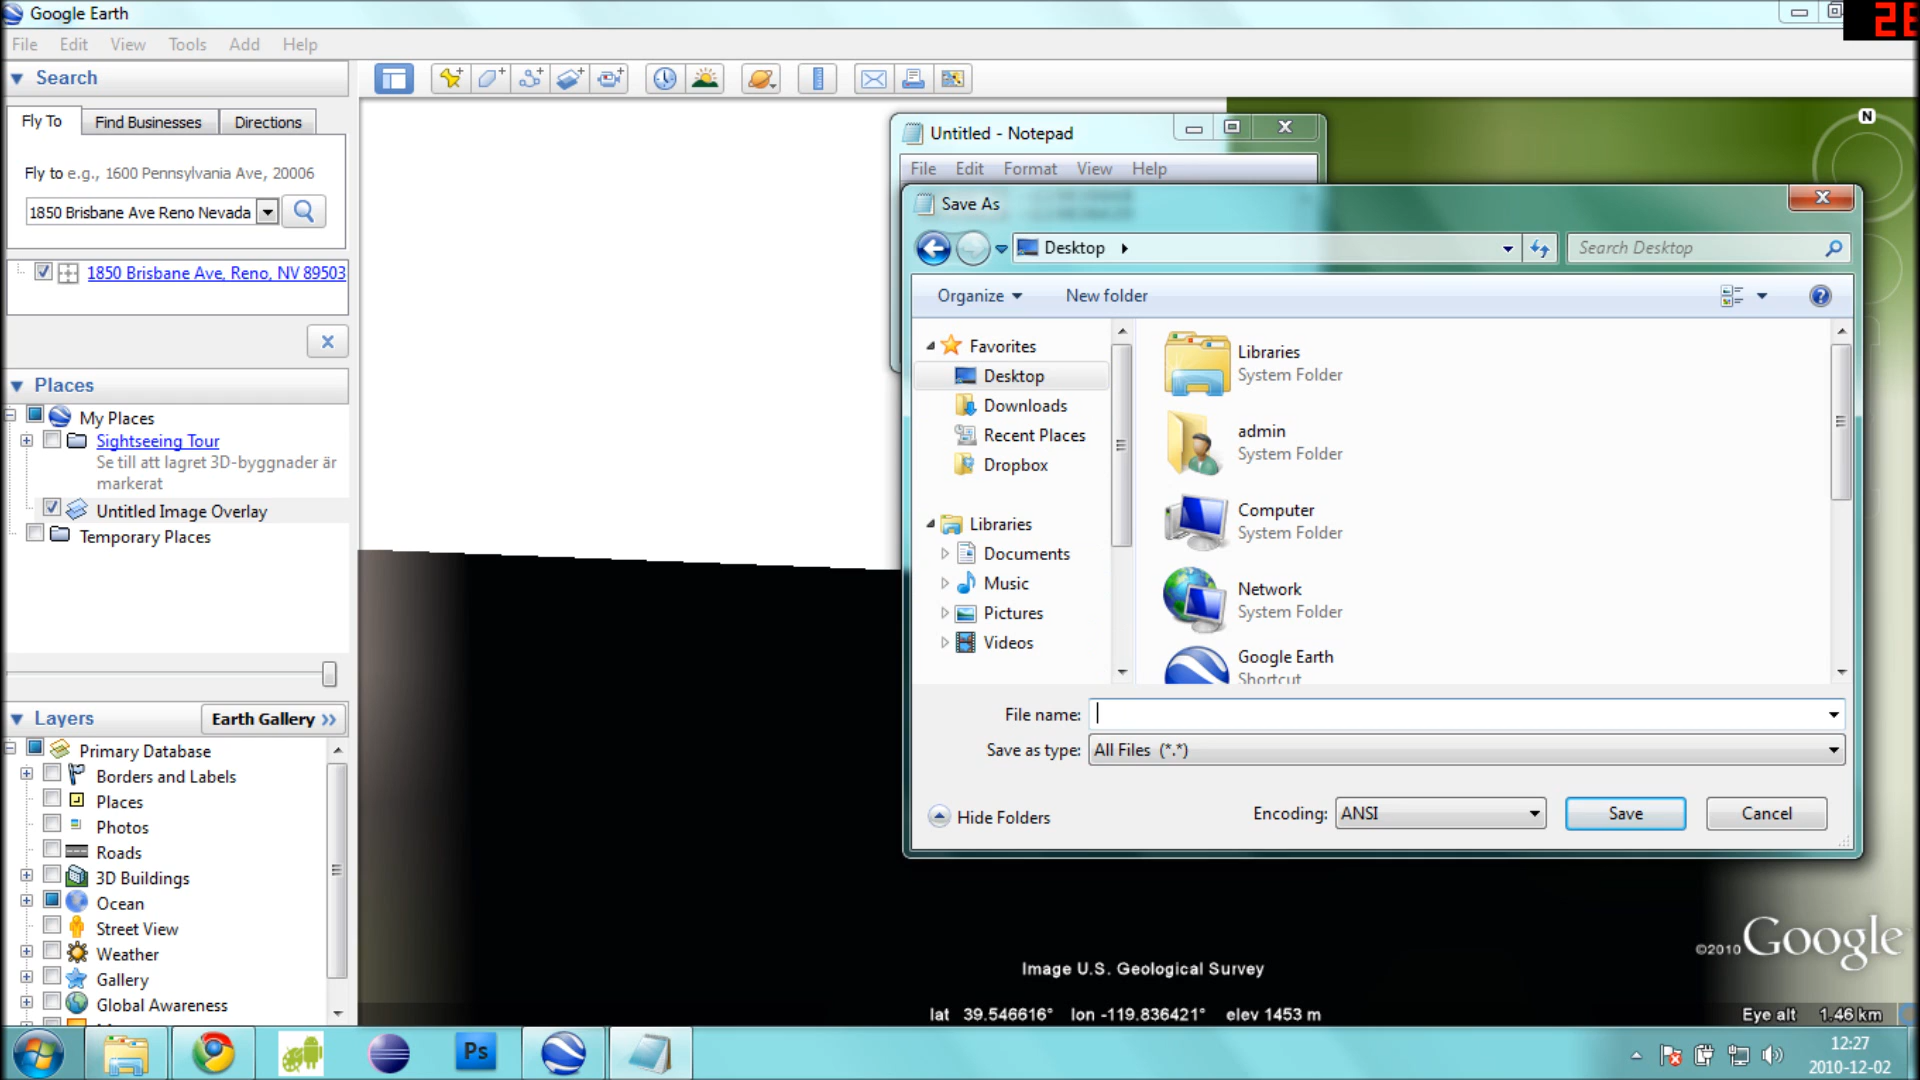 Google Earth
File Edit View Tools Add Help
Search
Fly To Find Businesses Directions
Fly to e.g., 1600 Pennsylvania Ave, 20006
1850 Brisbane Ave Reno Nevada
1850 Brisbane Ave, Reno, NV 89503
Places
My Places
Sightseeing Tour
Se till att lagret 3D-byggnader är
markerat
Untitled Image Overlay
Temporary Places
Layers
Earth Gallery >>
Primary Database
Borders and Labels
Places
Photos
Roads
3D Buildings
Ocean
Street View
Weather
Gallery
Global Awareness
N
Untitled - Notepad
File Edit Format View Help
Save As
Desktop
Search Desktop
Organize
New folder
Favorites
Desktop
Downloads
Recent Places
Dropbox
Libraries
Documents
Music
Pictures
Videos
Libraries
System Folder
admin
System Folder
Computer
System Folder
Network
System Folder
Google Earth
Shortcut
File name:
Save as type: All Files (*.*)
Hide Folders
Encoding: ANSI
Save
Cancel
©2010 Google
Image U.S. Geological Survey
lat 39.546616° lon -119.836421° elev 1453 m
Eye alt 1.46 km
Ps
12:27
2010-12-02